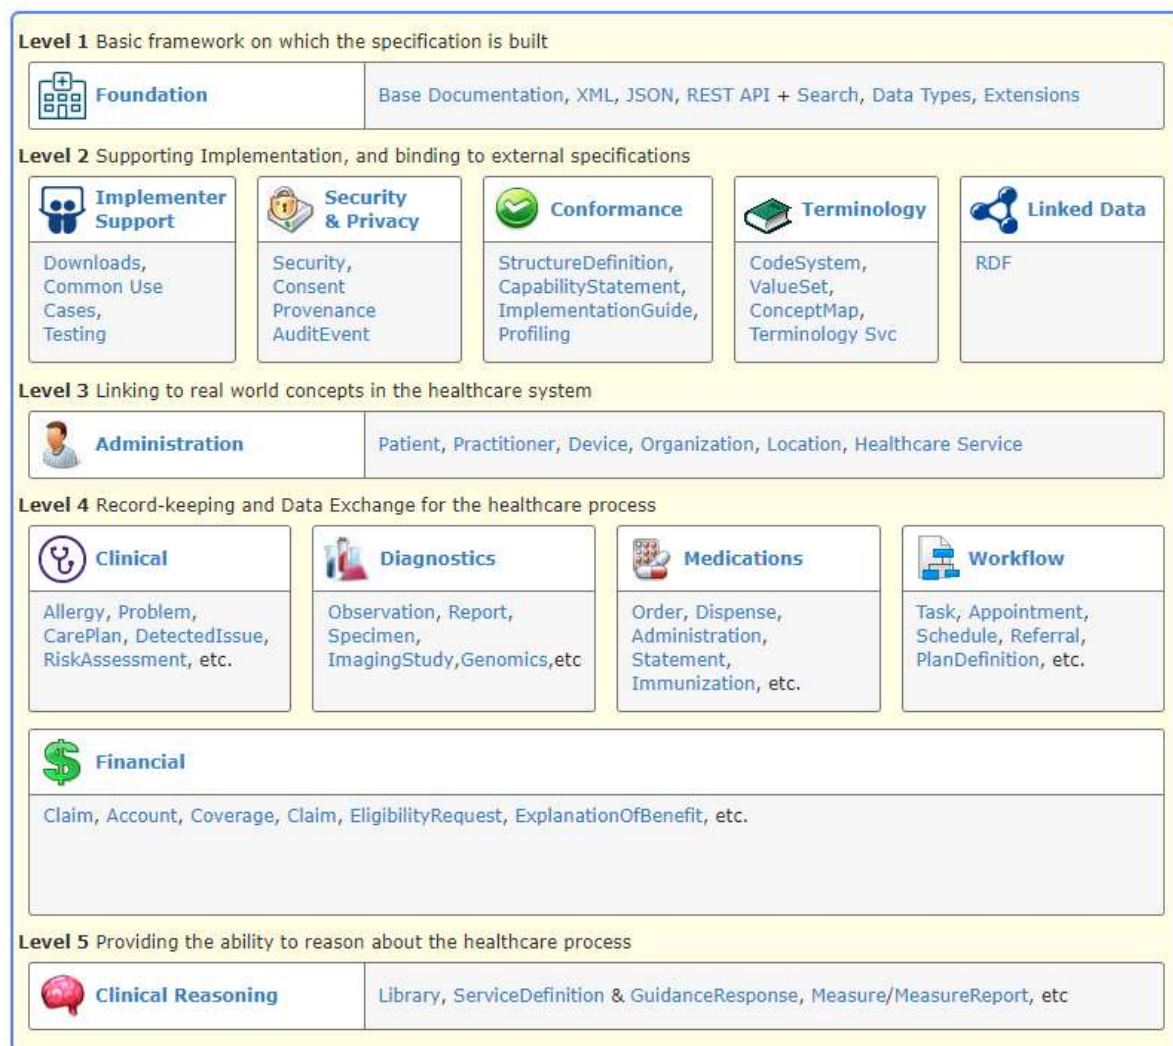 Level 1 Basic framework on which the specification is built
Foundation
Base Documentation, XML, JSON, REST API + Search, Data Types, Extensions
Level 2 Supporting Implementation, and binding to external specifications
Implementer
Support
Downloads,
Common Use
Cases,
Testing
Security
& Privacy
Security,
Consent
Provenance
AuditEvent
Conformance
StructureDefinition,
CapabilityStatement,
ImplementationGuide,
Profiling
Terminology
CodeSystem,
ValueSet,
ConceptMap,
Terminology Svc
Linked Data
RDF
Level 3 Linking to real world concepts in the healthcare system
Administration
Patient, Practitioner, Device, Organization, Location, Healthcare Service
Level 4 Record-keeping and Data Exchange for the healthcare process
Clinical
Allergy, Problem,
CarePlan, DetectedIssue,
RiskAssessment, etc.
Diagnostics
Observation, Report,
Specimen,
ImagingStudy,Genomics,etc
Medications
Order, Dispense,
Administration,
Statement,
Immunization, etc.
Workflow
Task, Appointment,
Schedule, Referral,
PlanDefinition, etc.
Financial
Claim, Account, Coverage, Claim, EligibilityRequest, ExplanationOfBenefit, etc.
Level 5 Providing the ability to reason about the healthcare process
Clinical Reasoning
Library, ServiceDefinition & GuidanceResponse, Measure/MeasureReport, etc